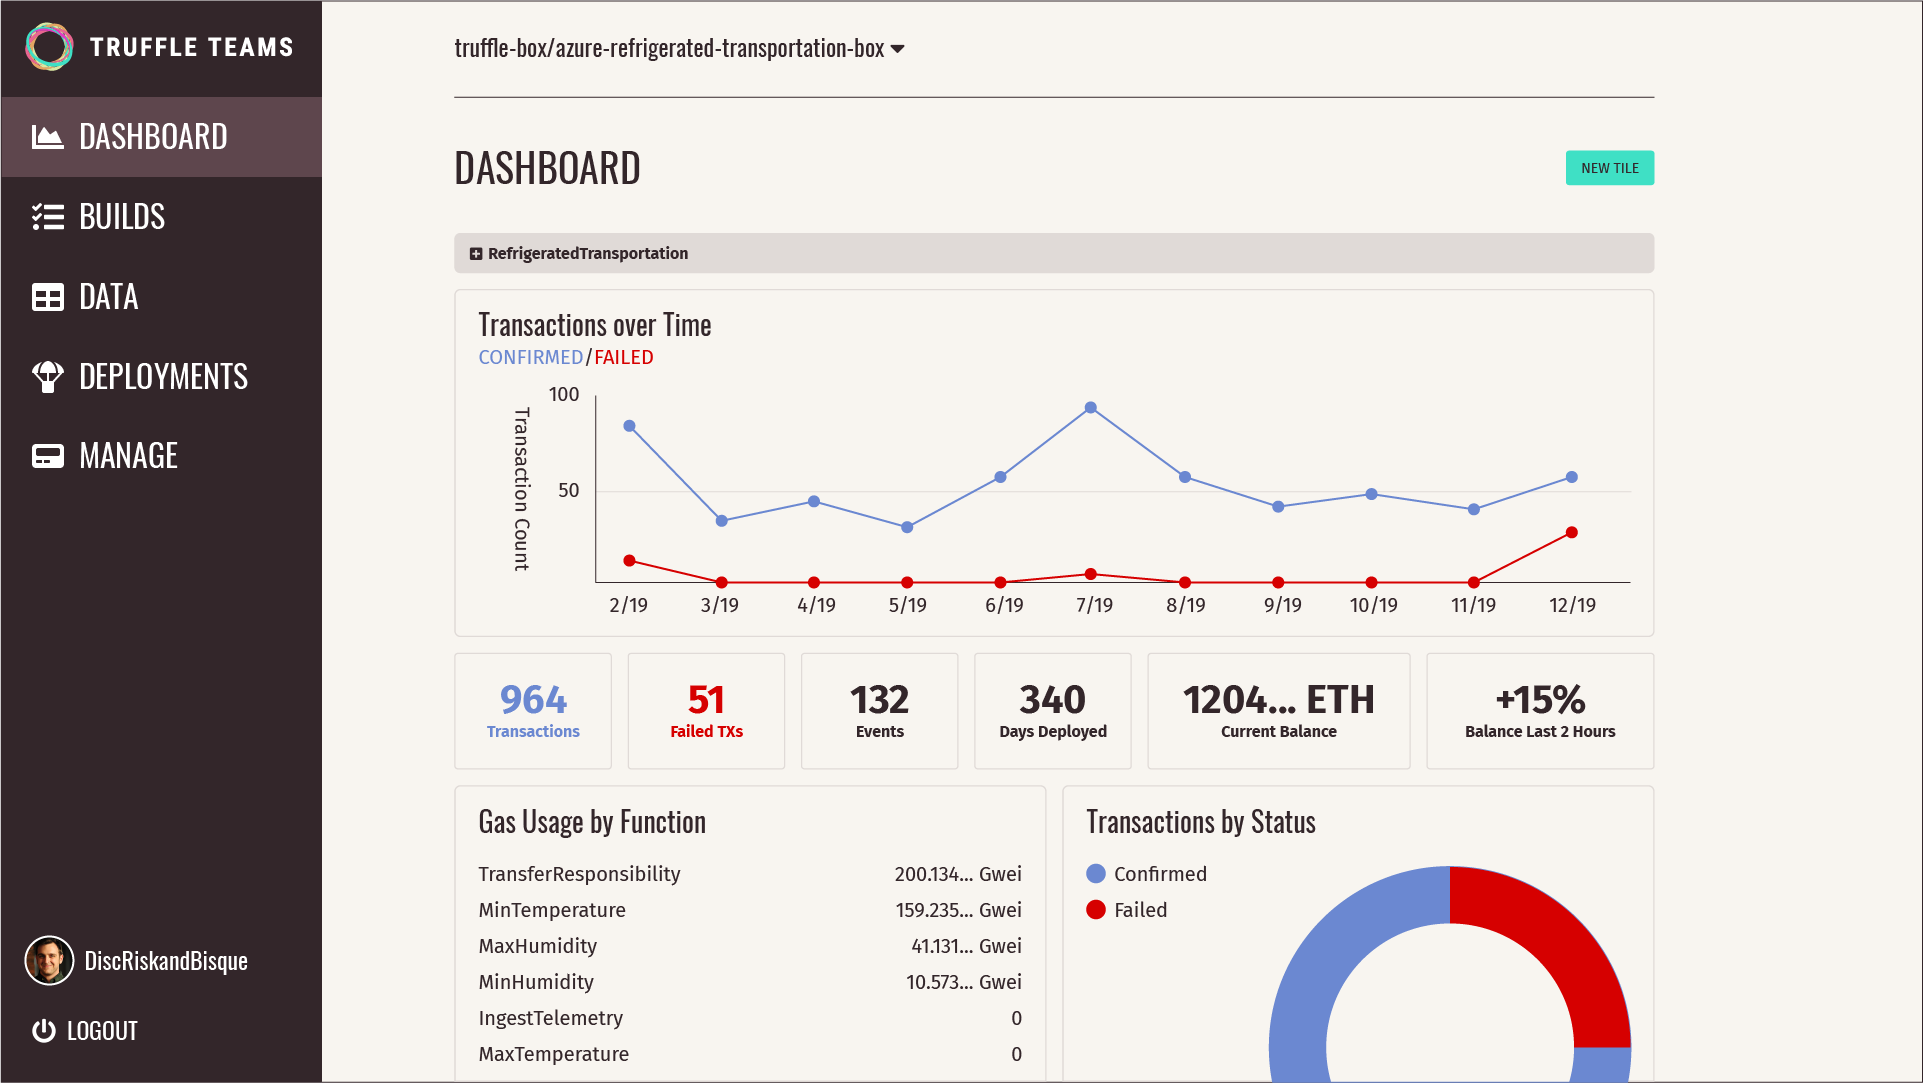 TRUFFLE TEAMS
DASHBOARD
BUILDS
DATA
DEPLOYMENTS
MANAGE
DiscRiskandBisque
LOGOUT
truffle-box/azure-refrigerated-transportation-box
DASHBOARD
NEW TILE
RefrigeratedTransportation
Transactions over Time
CONFIRMED/FAILED
Transaction Count
100
50
2/19 3/19 4/19 5/19 6/19 7/19 8/19 9/19 10/19 11/19 12/19
964
Transactions
51
Failed TXs
132
Events
340
Days Deployed
1204... ETH
Current Balance
+15%
Balance Last 2 Hours
Gas Usage by Function
TransferResponsibility 200.134... Gwei
MinTemperature 159.235... Gwei
MaxHumidity 41.131... Gwei
MinHumidity 10.573... Gwei
IngestTelemetry 0
MaxTemperature 0
Transactions by Status
Confirmed
Failed